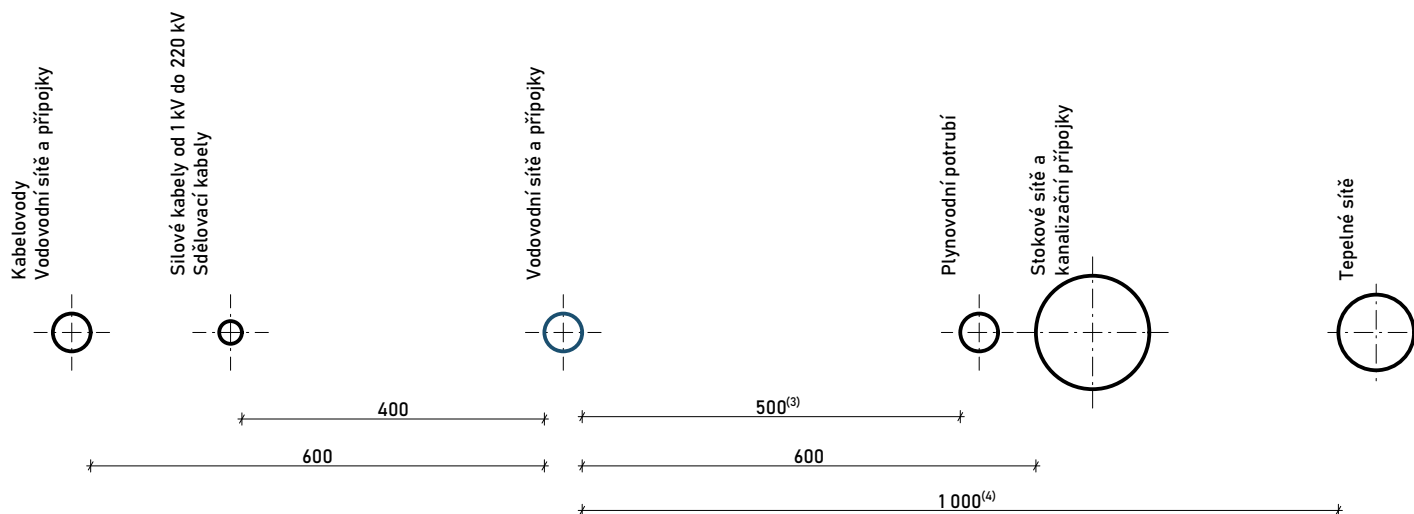 Kabelovody
Vodovodní sítě a přípojky
Silové kabely od 1 kV do 220 kV
Sdělovací kabely
Vodovodní sítě a přípojky
Plynovodní potrubí
Stokové sítě a
kanalizační přípojky
Tepelné sítě
400
500(3)
600
600
1 000(4)